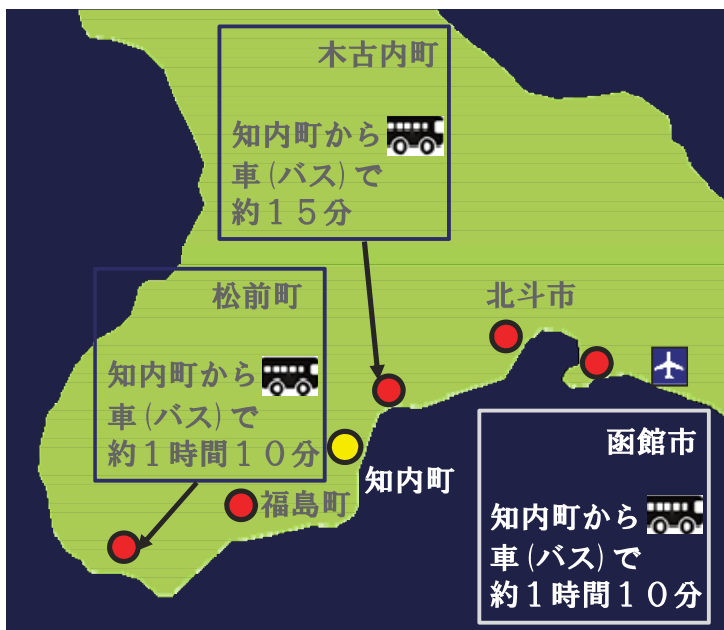 木古内町
知内町から
車(バス)で
約１５分
松前町
知内町から
車(バス)で
約１時間１０分
北斗市
函館市
知内町から
車(バス)で
約１時間１０分
知内町
福島町